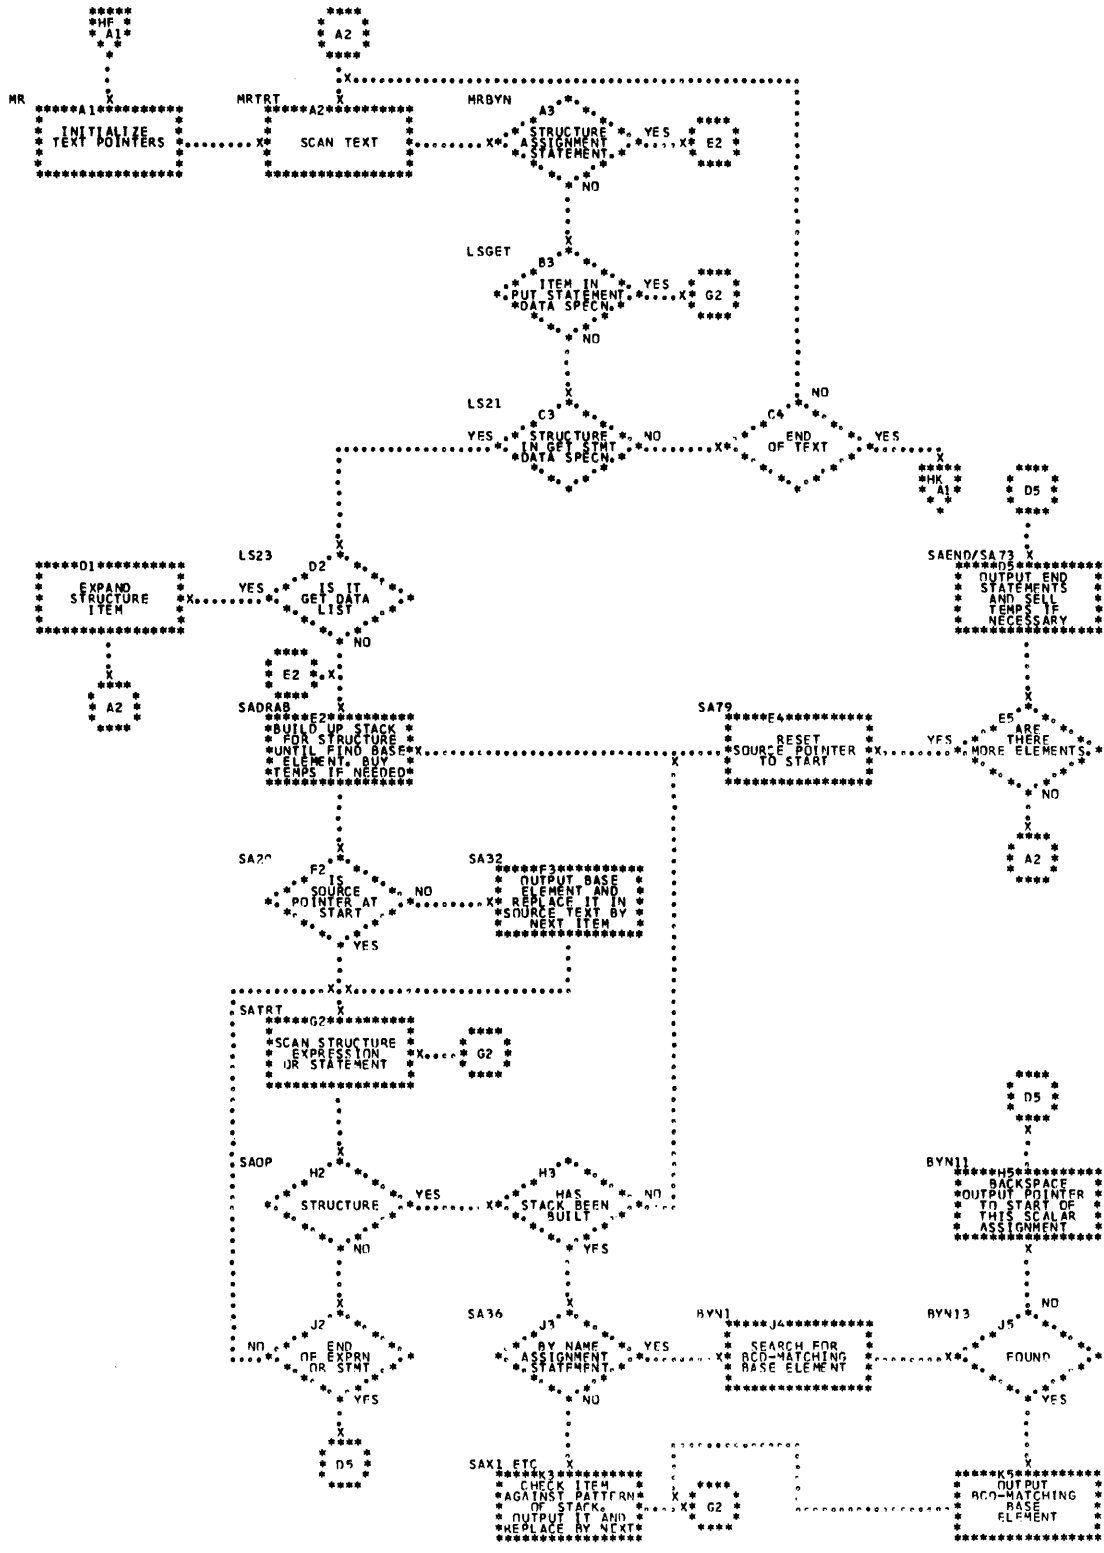 HF
A1
A2
MR
A1
INITIALIZE
TEXT POINTERS
MRTRT
A2
SCAN TEXT
MRBYN
A3
STRUCTURE
ASSIGNMENT
STATEMENT
YES
E2
NO
LSGET
B3
ITEM IN
PUT STATEMENT
DATA SPECN.
YES
G2
NO
LS21
C3
STRUCTURE
IN GET STMT
DATA SPECN.
YES
NO
NO
C4
END
OF TEXT
YES
HK
A1
D5
LS23
D1
EXPAND
STRUCTURE
ITEM
YES
D2
IS IT
GET DATA
LIST
NO
A2
E2
SAEND/SA73
D5
OUTPUT END
STATEMENTS
AND SELL
TEMPS IF
NECESSARY
SADRAB
E2
BUILD UP STACK
FOR STRUCTURE
UNTIL FIND BASE
ELEMENT. BUY
TEMPS IF NEEDED
SA79
E4
RESET
SOURCE POINTER
TO START
YES
E5
ARE
THERE
MORE ELEMENTS
NO
A2
F2
IS
SOURCE
POINTER AT
START
NO
YES
SA32
F3
OUTPUT BASE
ELEMENT AND
REPLACE IT IN
SOURCE TEXT BY
NEXT ITEM
SATRT
G2
SCAN STRUCTURE
EXPRESSION
OR STATEMENT
G2
D5
SAOP
H2
STRUCTURE
YES
NO
H3
HAS
STACK BEEN
BUILT
NO
YES
BYN11
H5
BACKSPACE
OUTPUT POINTER
TO START OF
THIS SCALAR
ASSIGNMENT
NO
J2
END
OF EXPRN
OR STMT
NO
YES
D5
SA36
J3
BY NAME
ASSIGNMENT
STATEMENT
YES
NO
BYN1
J4
SEARCH FOR
BCD-MATCHING
BASE ELEMENT
BYN13
J5
FOUND
YES
SAX1 ETC
K3
CHECK ITEM
AGAINST PATTERN
OF STACK.
OUTPUT IT AND
REPLACE BY NEXT
G2
K5
OUTPUT
BCD-MATCHING
BASE
ELEMENT